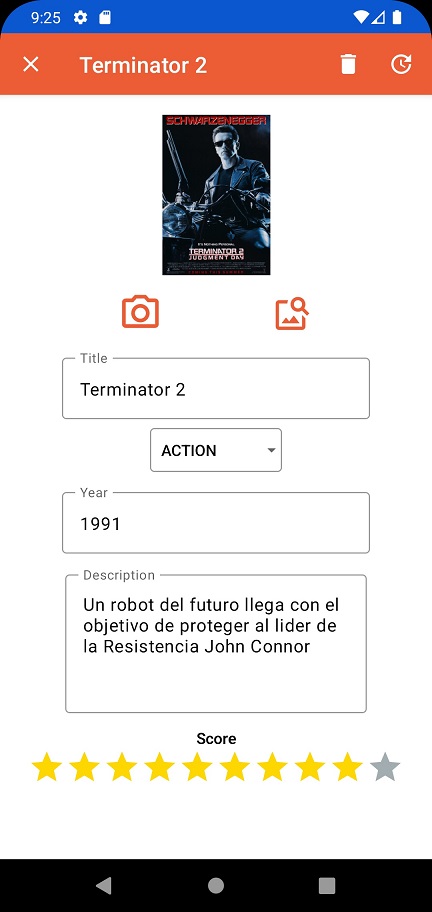 9:25
Terminator 2
SCHWARZENEGGER
IT'S NOTHING PERSONAL.
TERMINATOR 2
JUDGMENT DAY
Title
Terminator 2
ACTION
Year
1991
Description
Un robot del futuro llega con el
objetivo de proteger al lider de
la Resistencia John Connor
Score